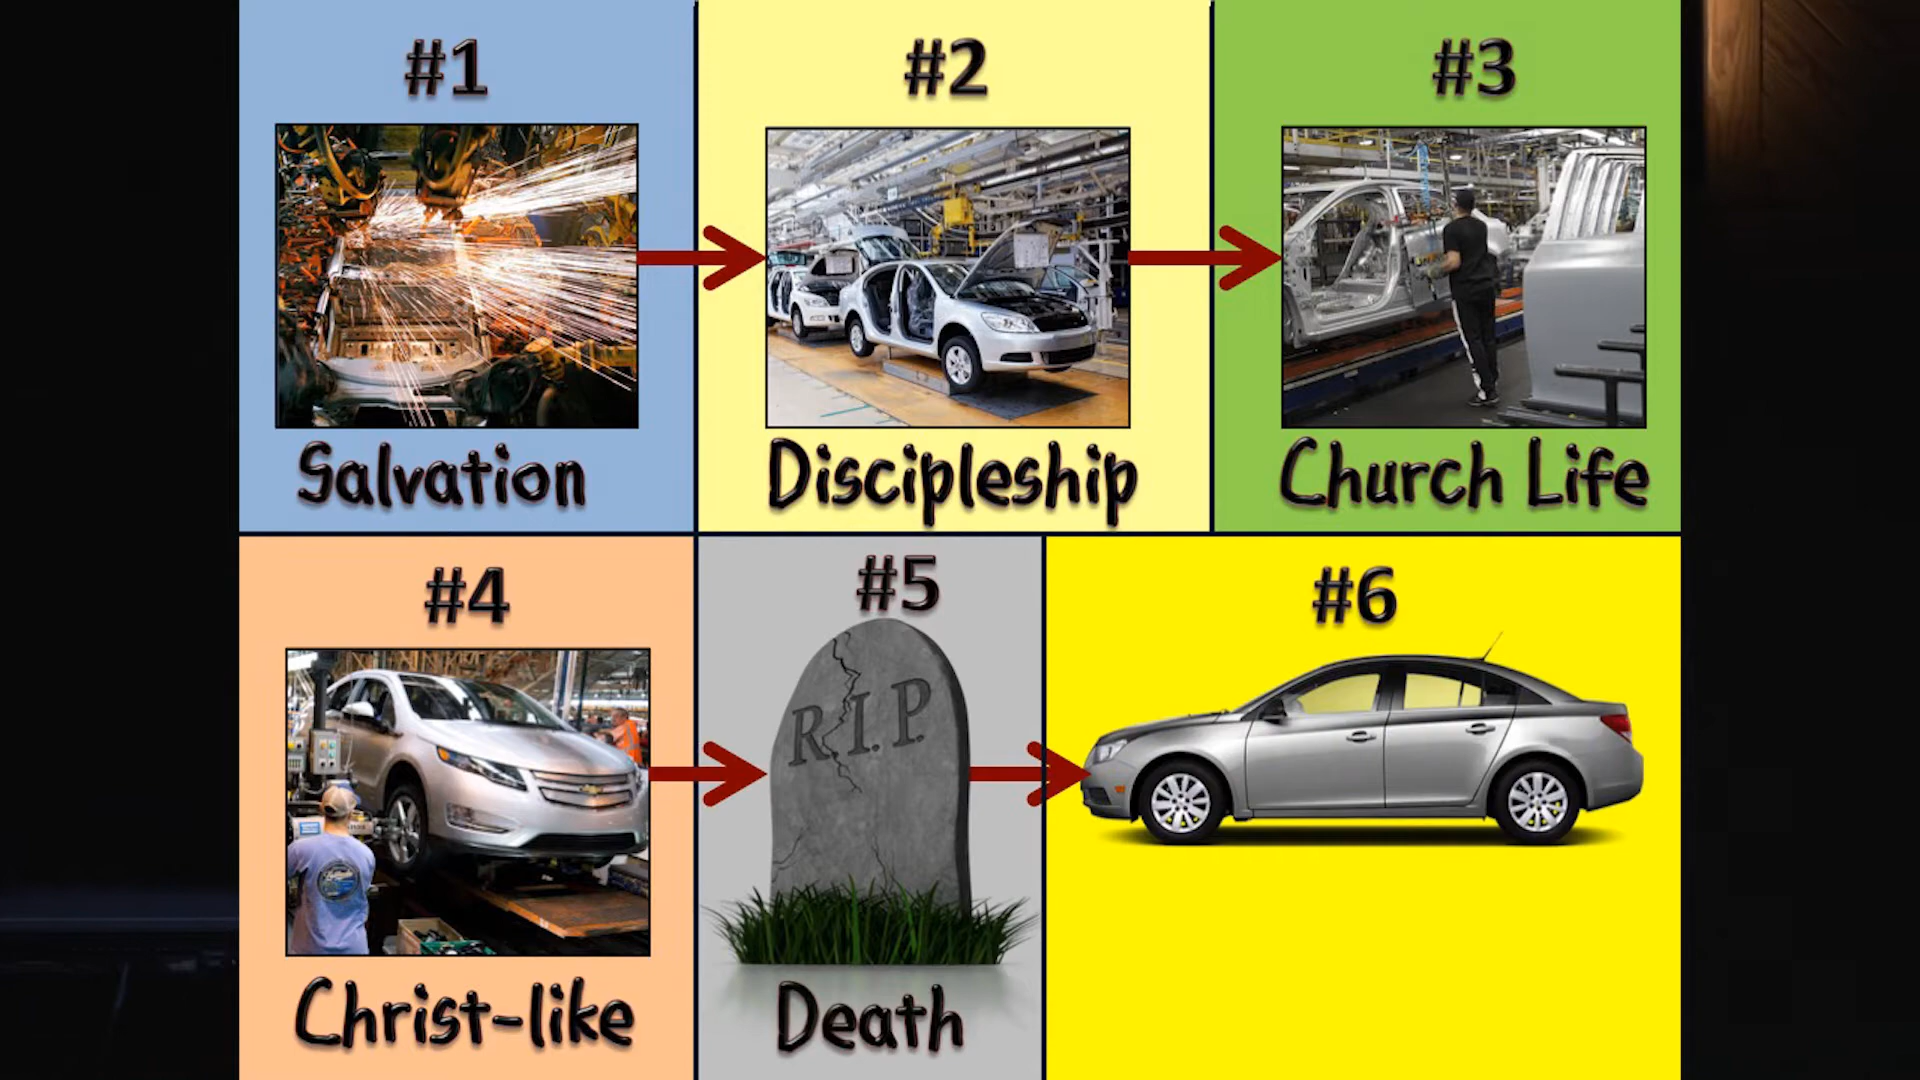 #1
#2
#3
Salvation
Discipleship
Church Life
#4
#5
#6
R.I.P.
Christ-like
Death